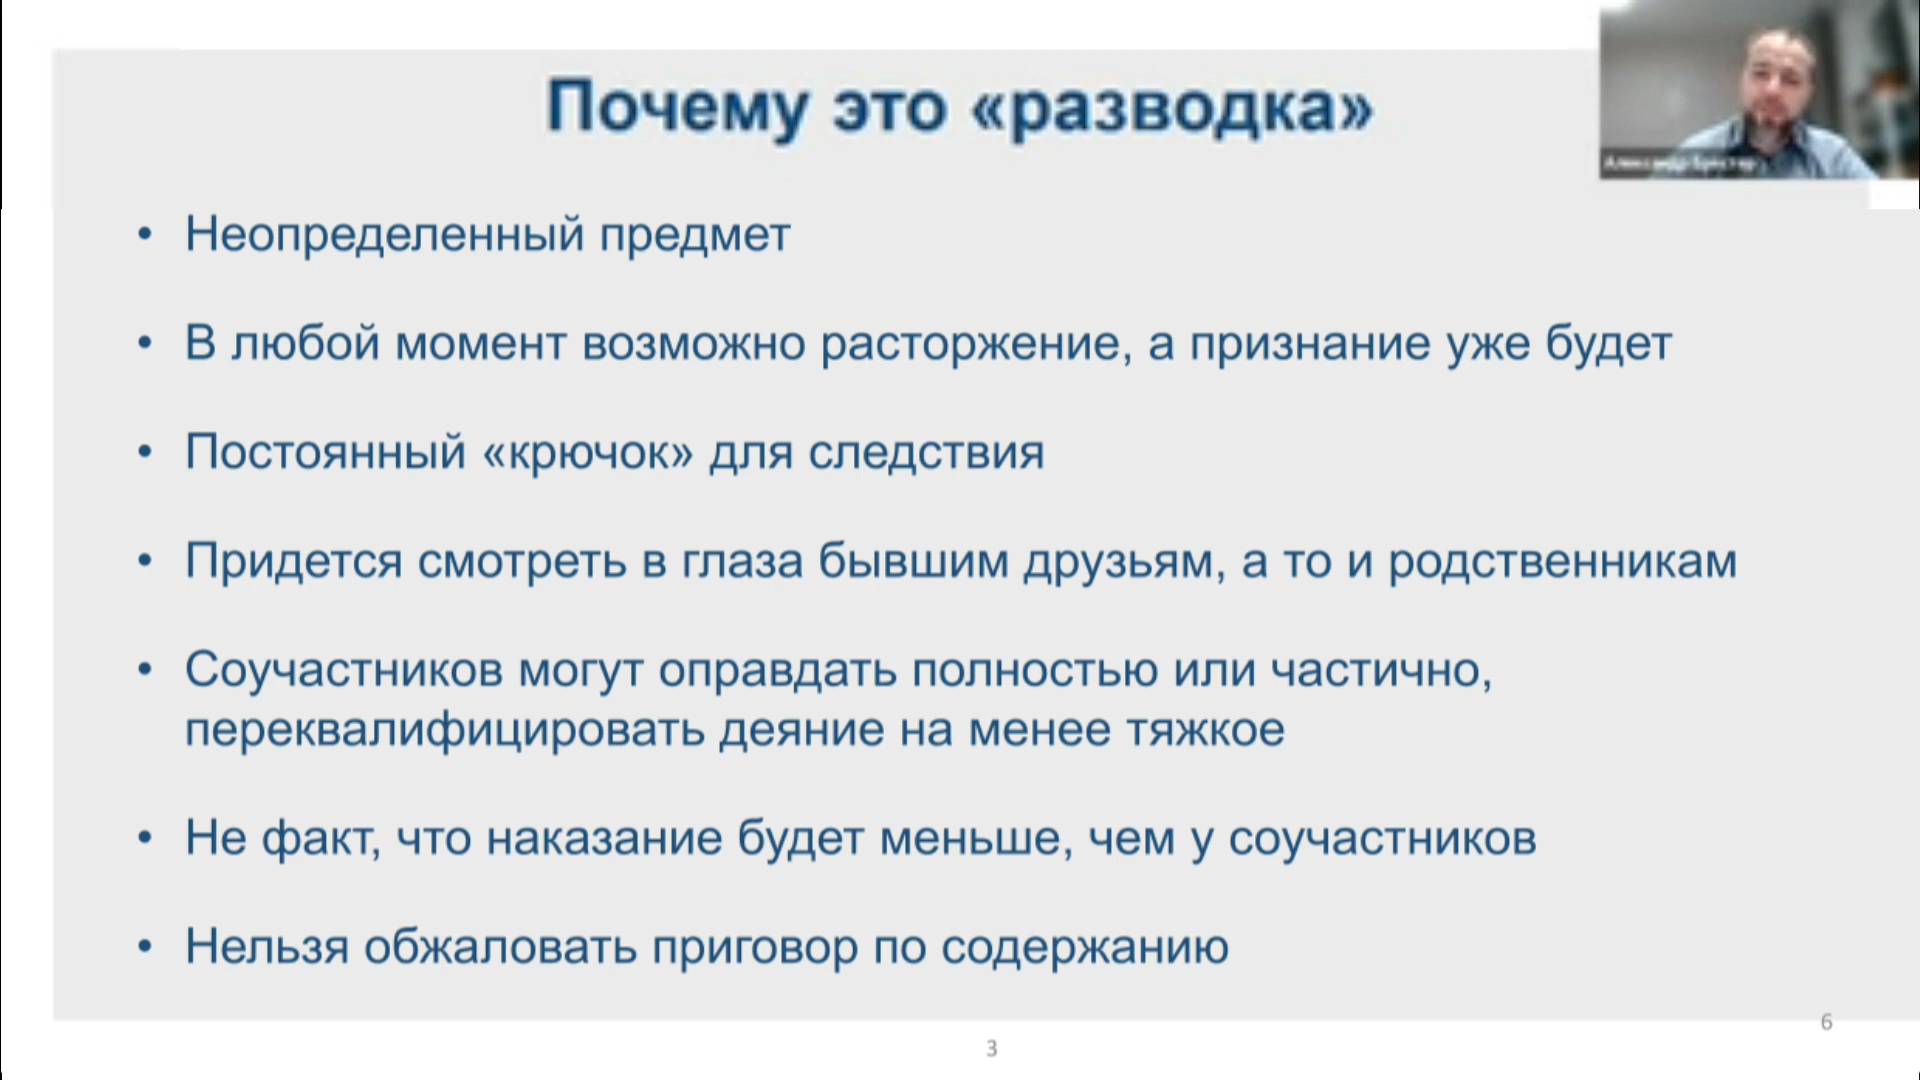 Почему это «разводка»
Александр
• Неопределенный предмет
• В любой момент возможно расторжение, а признание уже будет
• Постоянный «крючок» для следствия
• Придется смотреть в глаза бывшим друзьям, а то и родственникам
• Соучастников могут оправдать полностью или частично,
переквалифицировать деяние на менее тяжкое
• Не факт, что наказание будет меньше, чем у соучастников
• Нельзя обжаловать приговор по содержанию
6
3